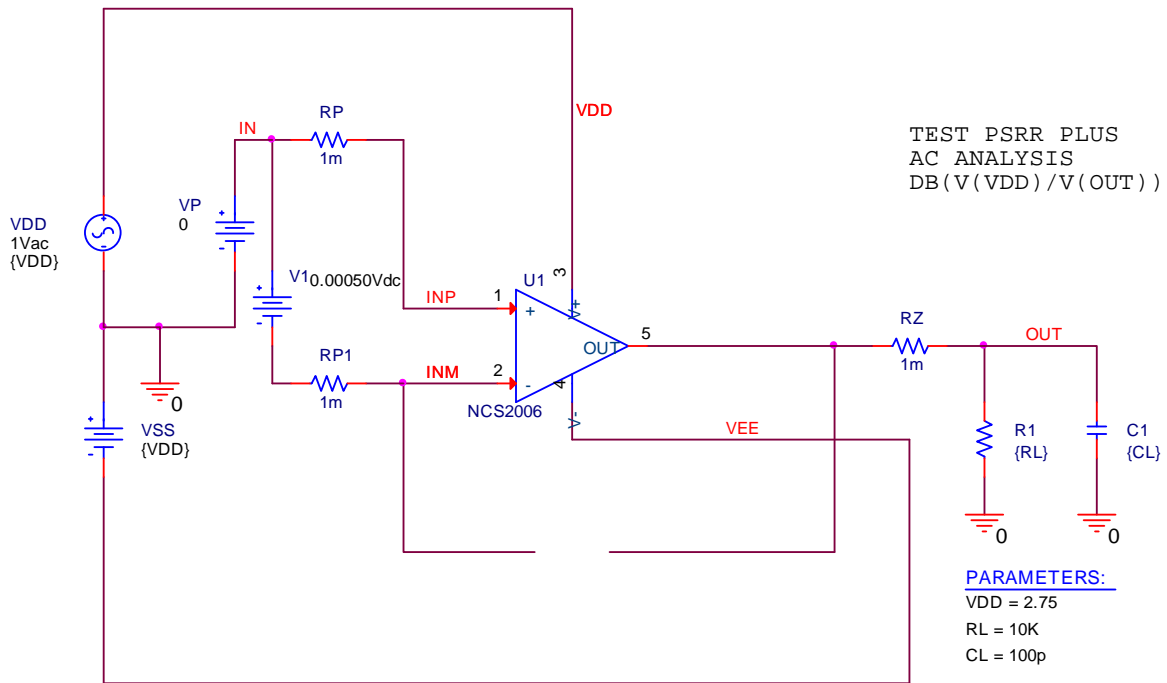 RP
1m
IN
VDD
TEST PSRR PLUS
AC ANALYSIS
DB(V(VDD)/V(OUT))
VDD
1Vac
{VDD}
+
-
VP
0
+
-
V1
0.00050Vdc
+
-
0
INP
1
U1
3
V+
+
OUT
5
RZ
1m
OUT
RP1
1m
INM
2
-
4
V-
NCS2006
VEE
VSS
{VDD}
+
-
R1
{RL}
C1
{CL}
0
0
PARAMETERS:
VDD = 2.75
RL = 10K
CL = 100p